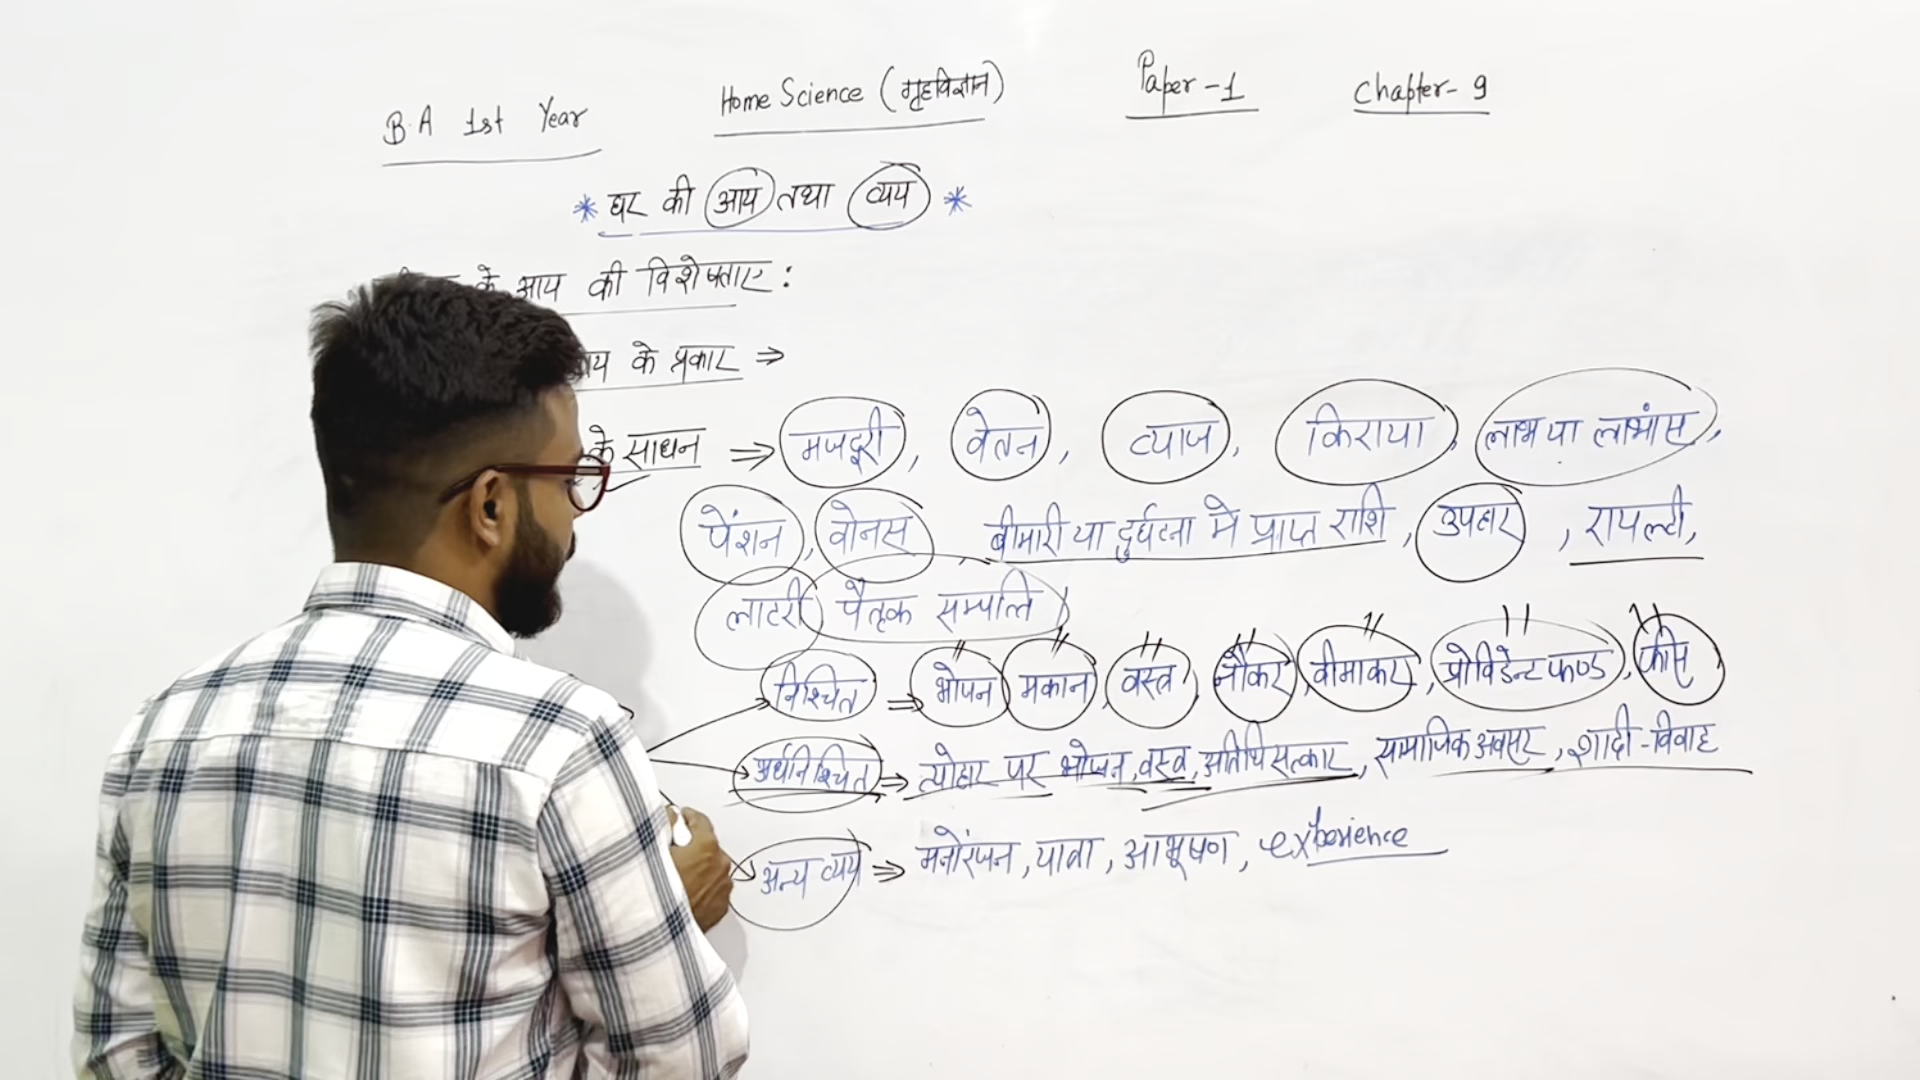 B.A 1st Year Home Science (गृहविज्ञान) Paper-1 Chapter-9
* घर की आय तथा व्यय *
के आय की विशेषताए:
के प्रकार ⇒
के साधन ⇒ मजदूरी, वेतन, व्याज, किराया, लाभ या लाभांस,
पेंशन, वोनस, बीमारी या दुर्घटना मे प्राप्त राशि, उपहार, रायल्टी,
लाटरी पैतृक सम्पत्ति
निश्चित ⇒ भोजन मकान, वस्त्र, नौकर, वीमाकर, प्रोविडेन्ट फण्ड, फीस
अर्धनिश्चित ⇒ त्योहार पर भोजन, वस्त्र, अतिथि सत्कार, सामाजिक अवसर, शादी-विवाह
अन्य व्यय ⇒ मनोरंजन, यात्रा, आभूषण, experience